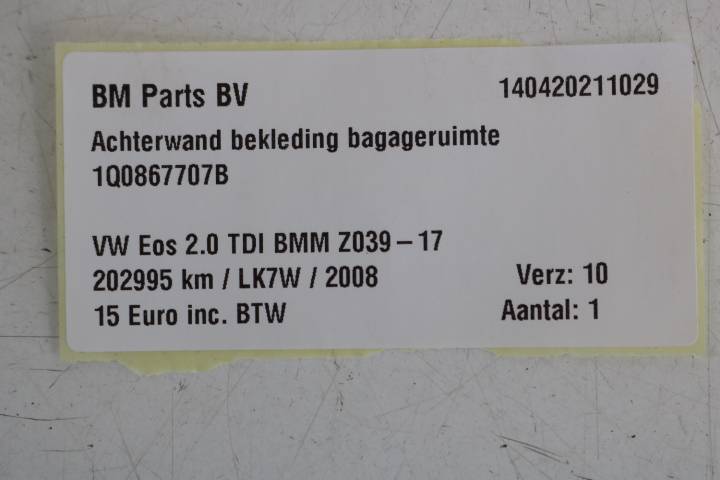 BM Parts BV 140420211029
Achterwand bekleding bagageruimte
1Q0867707B
VW Eos 2.0 TDI BMM Z039-17
202995 km / LK7W / 2008 Verz: 10
15 Euro inc. BTW Aantal: 1